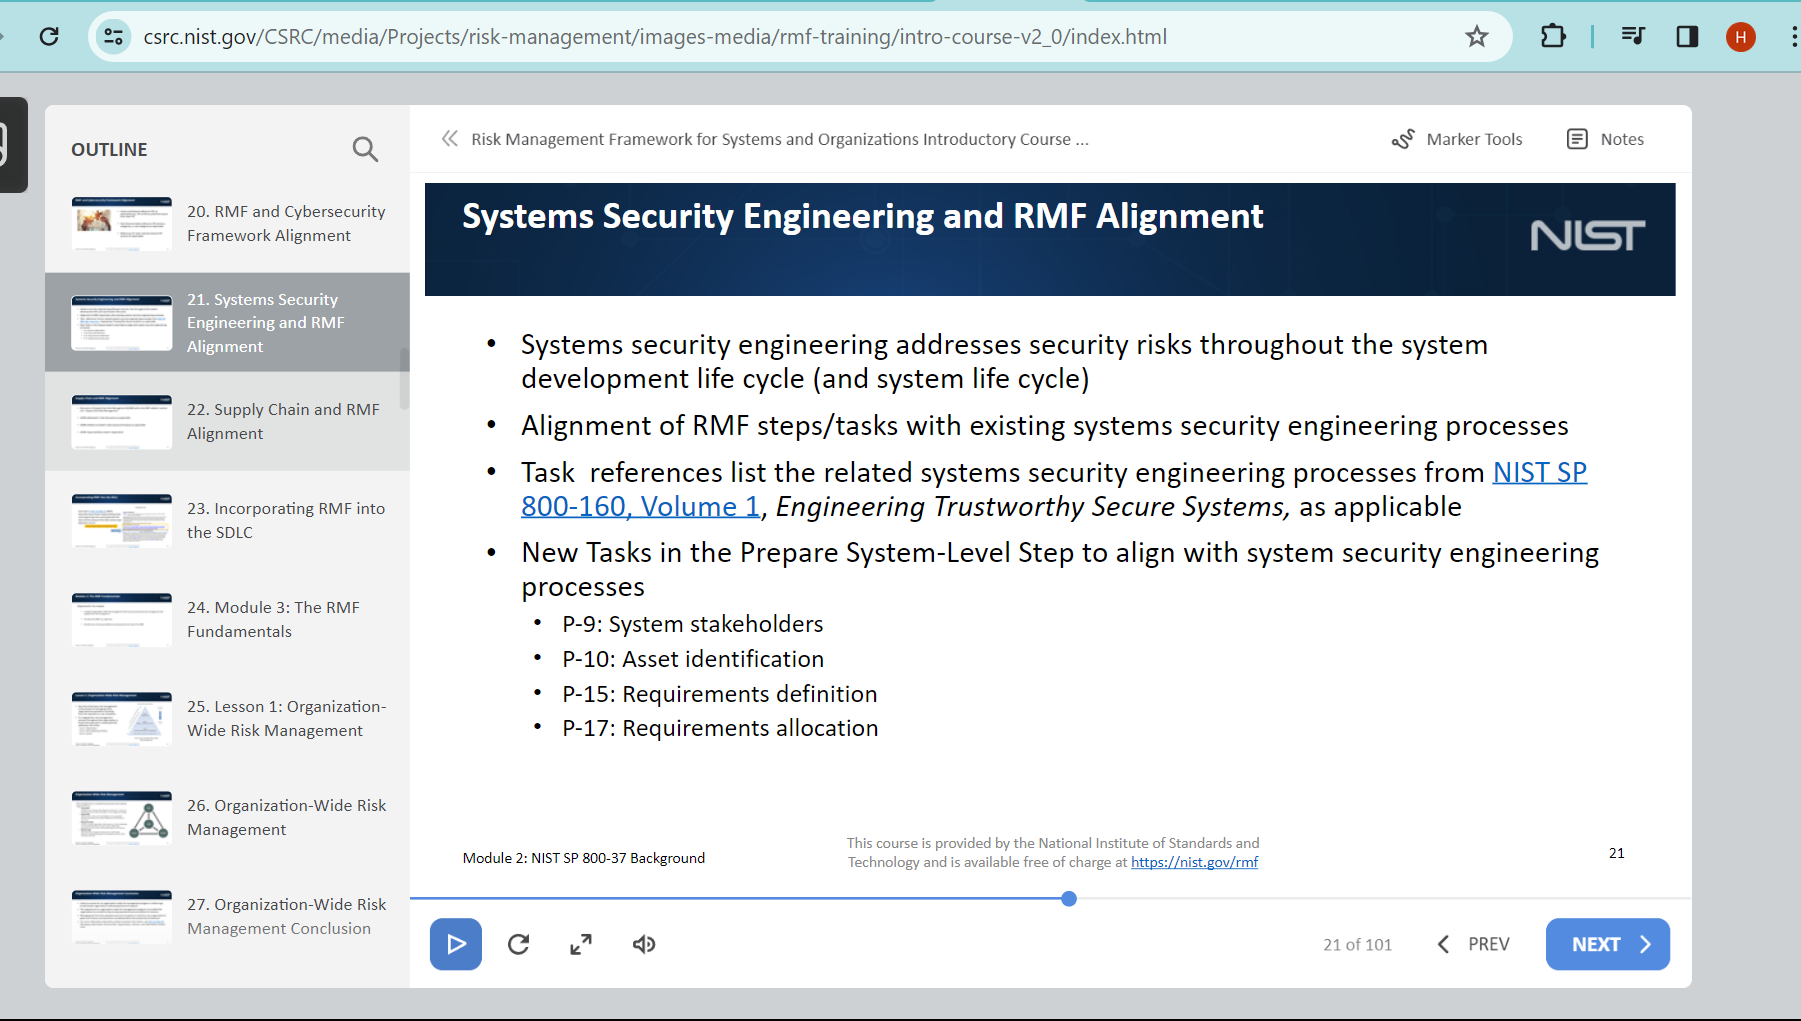 csrc.nist.gov/CSRC/media/Projects/risk-management/images-media/rmf-training/intro-course-v2_0/index.html
H
OUTLINE
20. RMF and Cybersecurity
Framework Alignment
21. Systems Security
Engineering and RMF
Alignment
22. Supply Chain and RMF
Alignment
23. Incorporating RMF into
the SDLC
24. Module 3: The RMF
Fundamentals
25. Lesson 1: Organization-
Wide Risk Management
26. Organization-Wide Risk
Management
27. Organization-Wide Risk
Management Conclusion
Risk Management Framework for Systems and Organizations Introductory Course ...
Marker Tools
Notes
Systems Security Engineering and RMF Alignment
NIST
• Systems security engineering addresses security risks throughout the system
development life cycle (and system life cycle)
• Alignment of RMF steps/tasks with existing systems security engineering processes
• Task references list the related systems security engineering processes from NIST SP
800-160, Volume 1, Engineering Trustworthy Secure Systems, as applicable
• New Tasks in the Prepare System-Level Step to align with system security engineering
processes
• P-9: System stakeholders
• P-10: Asset identification
• P-15: Requirements definition
• P-17: Requirements allocation
Module 2: NIST SP 800-37 Background
This course is provided by the National Institute of Standards and
Technology and is available free of charge at https://nist.gov/rmf
21
21 of 101
PREV
NEXT